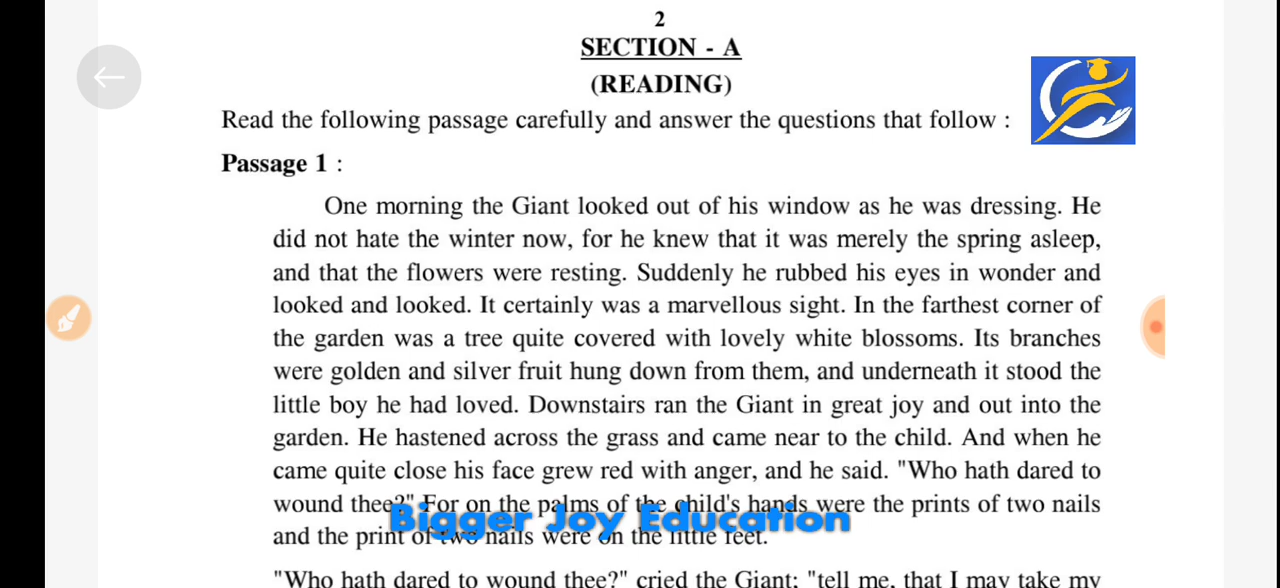 2
SECTION - A
(READING)
Read the following passage carefully and answer the questions that follow :
Passage 1 :
One morning the Giant looked out of his window as he was dressing. He
did not hate the winter now, for he knew that it was merely the spring asleep,
and that the flowers were resting. Suddenly he rubbed his eyes in wonder and
looked and looked. It certainly was a marvellous sight. In the farthest corner of
the garden was a tree quite covered with lovely white blossoms. Its branches
were golden and silver fruit hung down from them, and underneath it stood the
little boy he had loved. Downstairs ran the Giant in great joy and out into the
garden. He hastened across the grass and came near to the child. And when he
came quite close his face grew red with anger, and he said. "Who hath dared to
wound thee?" For on the palms of the child's hands were the prints of two nails
Bigger Joy Education
and the print of two nails were on the little feet.
"Who hath dared to wound thee?" cried the Giant; "tell me, that I may take my